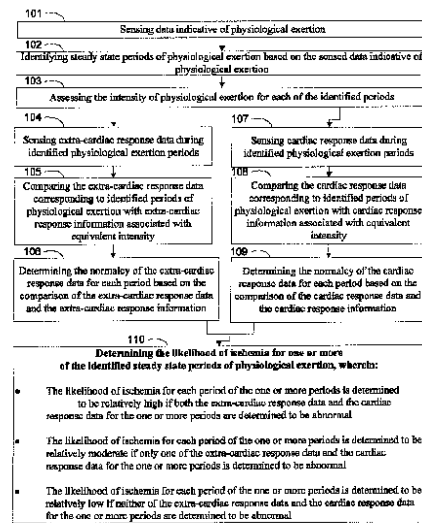 101
Sensing data indicative of physiological exertion
102
Identifying steady state periods of physiological exertion based on the sensed data indicative of
physiological exertion
103
Assessing the intensity of physiological exertion for each of the identified periods
104
Sensing extra-cardiac response data during
identified physiological exertion periods
105
Comparing the extra-cardiac response data
corresponding to identified periods of
physiological exertion with extra-cardiac
response information associated with
equivalent intensity
106
Determining the normalcy of the extra-cardiac
response data for each period based on the
comparison of the extra-cardiac response data
and the extra-cardiac response information
107
Sensing cardiac response data during
identified physiological exertion periods
108
Comparing the cardiac response data
corresponding to identified periods of
physiological exertion with cardiac response
information associated with equivalent
intensity
109
Determining the normalcy of the cardiac
response data for each period based on the
comparison of the cardiac response data and
the cardiac response information
110
Determining the likelihood of ischemia for one or more
of the identified steady state periods of physiological exertion, wherein:
• The likelihood of ischemia for each period of the one or more periods is determined
to be relatively high if both the extra-cardiac response data and the cardiac
response data for the one or more periods are determined to be abnormal
• The likelihood of ischemia for each period of the one or more periods is determined to be
relatively moderate if only one of the extra-cardiac response data and the cardiac
response data for the one or more periods is determined to be abnormal
• The likelihood of ischemia for each period of the one or more periods is determined to be
relatively low if neither of the extra-cardiac response data and the cardiac response data
for the one or more periods are determined to be abnormal